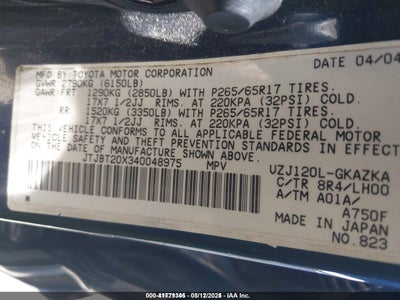 MFD. BY: TOYOTA MOTOR CORPORATION 04/04
GVWR 2790KG (6150LB)
GAWR FRT 1290KG (2850LB) WITH P265/65R17 TIRES,
17X7 1/2JJ RIMS, AT 220KPA (32PSI) COLD.
RR 1520KG (3350LB) WITH P265/65R17 TIRES,
17X7 1/2JJ RIMS, AT 220KPA (32PSI) COLD.
THIS VEHICLE CONFORMS TO ALL APPLICABLE FEDERAL MOTOR
VEHICLE SAFETY, BUMPER, AND THEFT PREVENTION STANDARDS IN EFFECT
ON THE DATE OF MANUFACTURE SHOWN ABOVE.
JTJBT20X340048975 MPV
UZJ120L-GKAZKA
C/TR 8R4/LH00
A/TM A01A/
A750F
MADE IN JAPAN
NO.823
08/12/2025 - IAA US